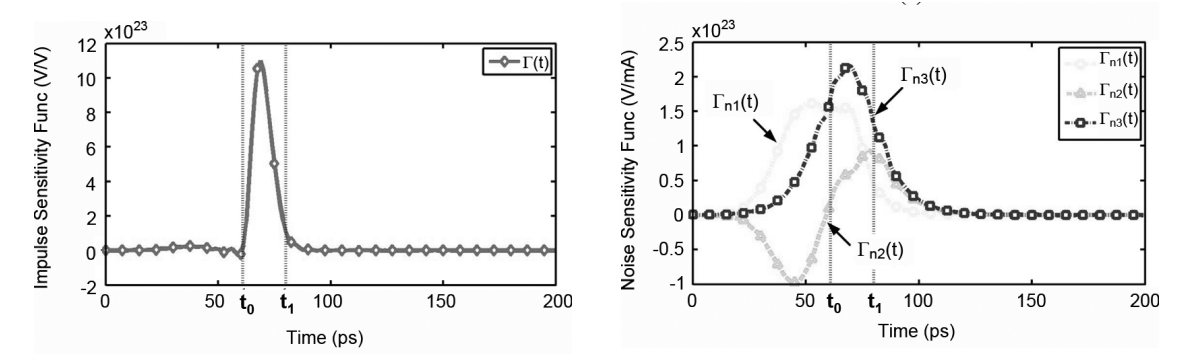 x10^23
12
10
8
6
4
2
0
-2
Impulse Sensitivity Func (V/V)
Γ(t)
0
50
t0
t1
100
150
200
Time (ps)
x10^23
2.5
2
1.5
1
0.5
0
-0.5
-1
Noise Sensitivity Func (V/mA)
Γn1(t)
Γn2(t)
Γn3(t)
Γn1(t)
Γn3(t)
Γn2(t)
0
50
t0
t1
100
150
200
Time (ps)